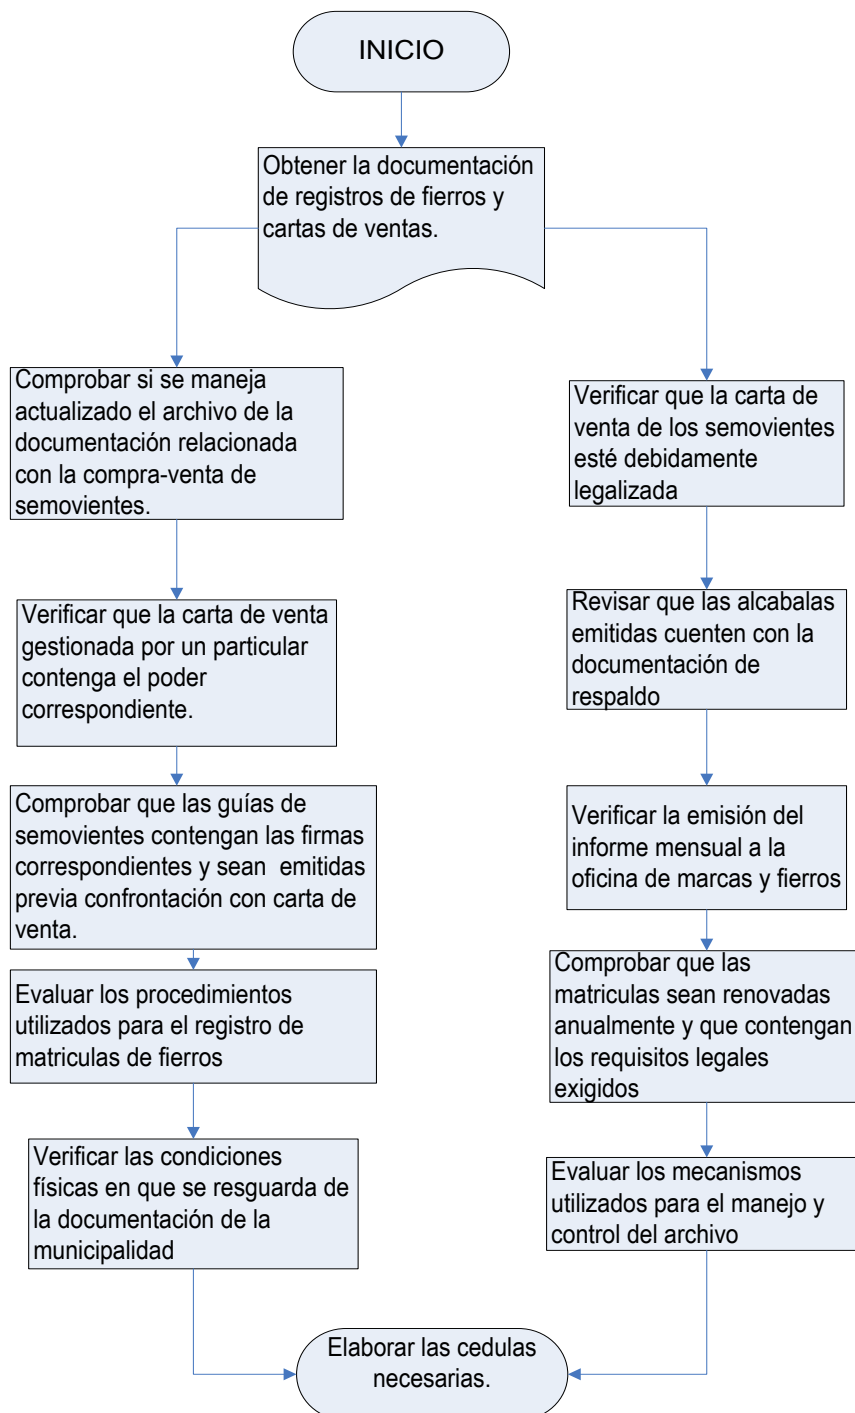 INICIO
Obtener la documentación
de registros de fierros y
cartas de ventas.
Comprobar si se maneja
actualizado el archivo de la
documentación relacionada
con la compra-venta de
semovientes.
Verificar que la carta de venta
gestionada por un particular
contenga el poder
correspondiente.
Comprobar que las guías de
semovientes contengan las firmas
correspondientes y sean emitidas
previa confrontación con carta de
venta.
Evaluar los procedimientos
utilizados para el registro de
matriculas de fierros
Verificar las condiciones
físicas en que se resguarda de
la documentación de la
municipalidad
Verificar que la carta de
venta de los semovientes
esté debidamente
legalizada
Revisar que las alcabalas
emitidas cuenten con la
documentación de
respaldo
Verificar la emisión del
informe mensual a la
oficina de marcas y fierros
Comprobar que las
matriculas sean renovadas
anualmente y que contengan
los requisitos legales
exigidos
Evaluar los mecanismos
utilizados para el manejo y
control del archivo
Elaborar las cedulas
necesarias.